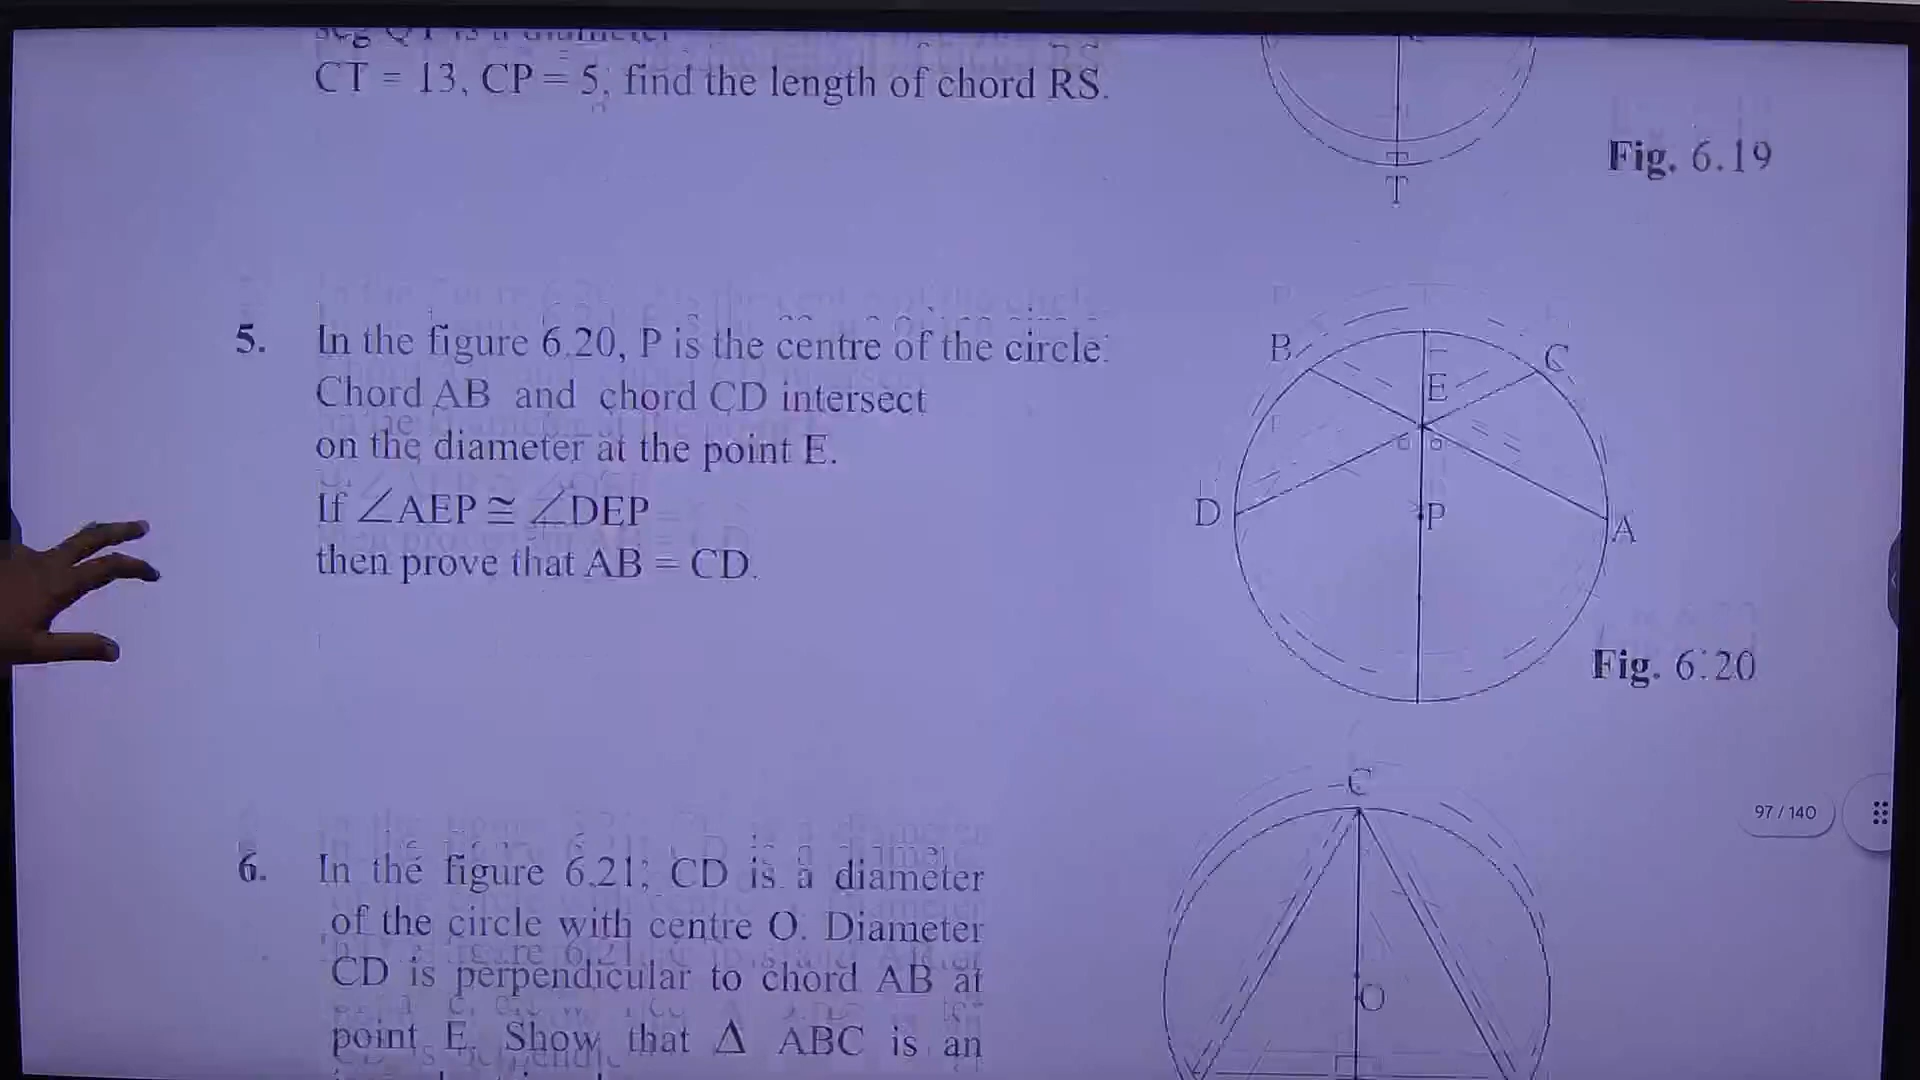 CT = 13, CP = 5, find the length of chord RS.
Fig. 6.19
T
5. In the figure 6.20, P is the centre of the circle.
Chord AB and chord CD intersect
on the diameter at the point E.
If ∠AEP ≅ ∠DEP
then prove that AB = CD.
B
C
E
D
P
A
Fig. 6.20
97 / 140
6. In the figure 6.21, CD is a diameter
of the circle with centre O. Diameter
CD is perpendicular to chord AB at
point E. Show that Δ ABC is an
C
O